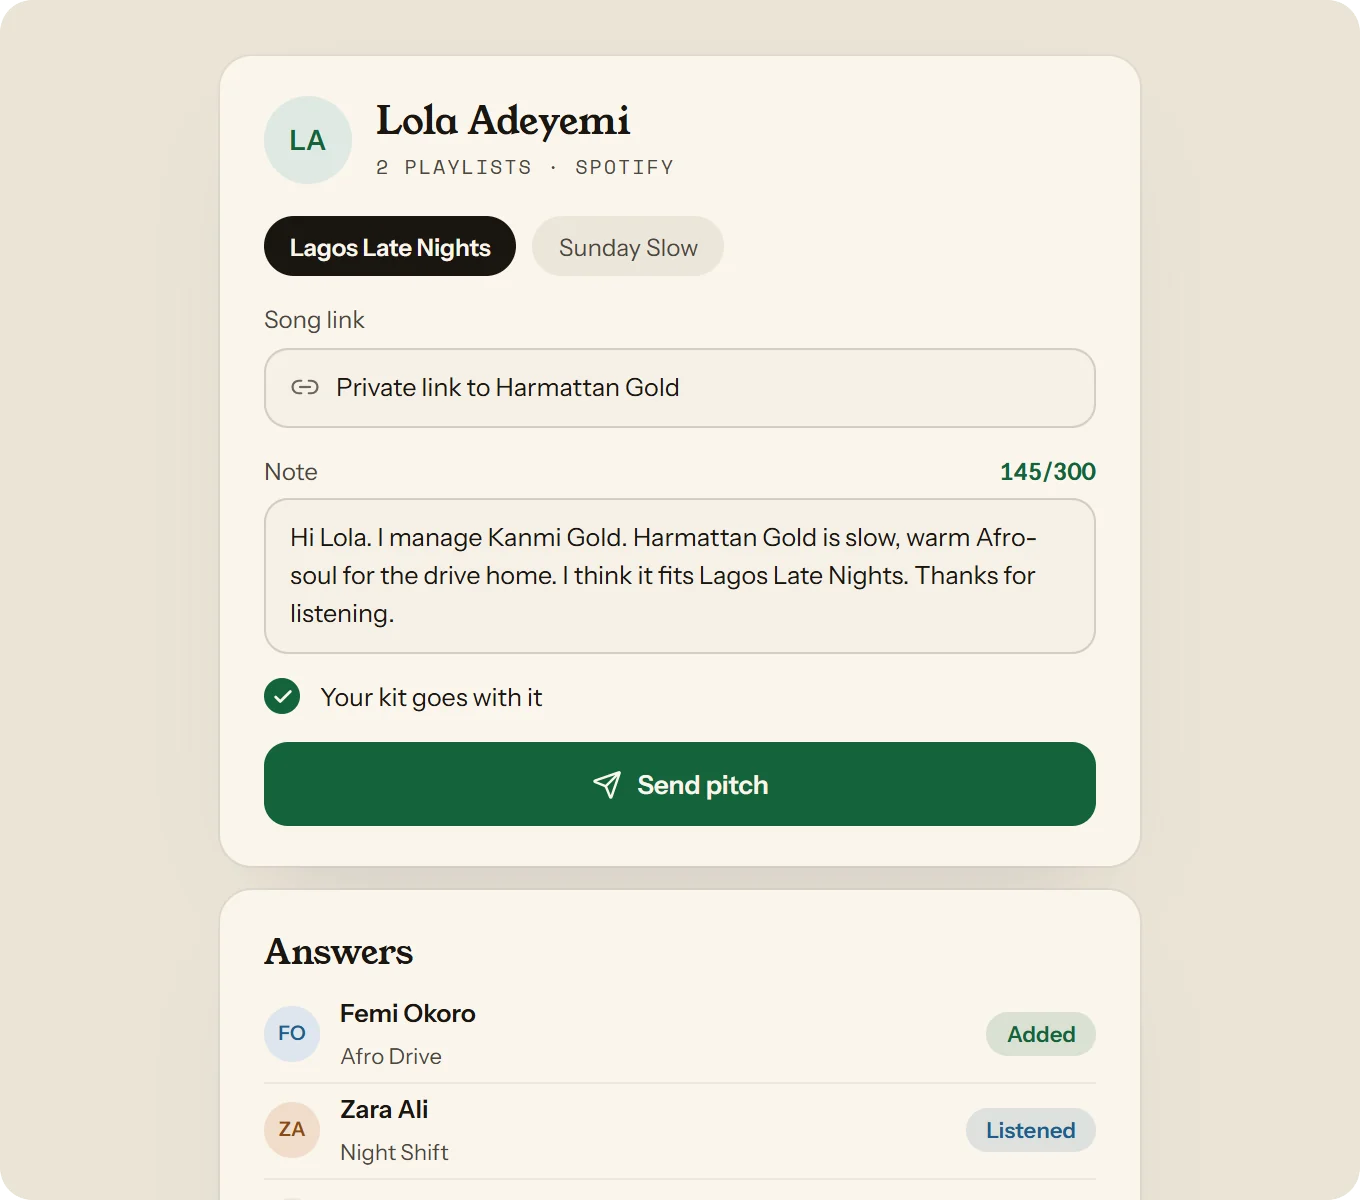 LA
Lola Adeyemi
2 PLAYLISTS · SPOTIFY
Lagos Late Nights
Sunday Slow
Song link
Private link to Harmattan Gold
Note
145/300
Hi Lola. I manage Kanmi Gold. Harmattan Gold is slow, warm Afro-
soul for the drive home. I think it fits Lagos Late Nights. Thanks for
listening.
Your kit goes with it
Send pitch
Answers
FO
Femi Okoro
Afro Drive
Added
ZA
Zara Ali
Night Shift
Listened